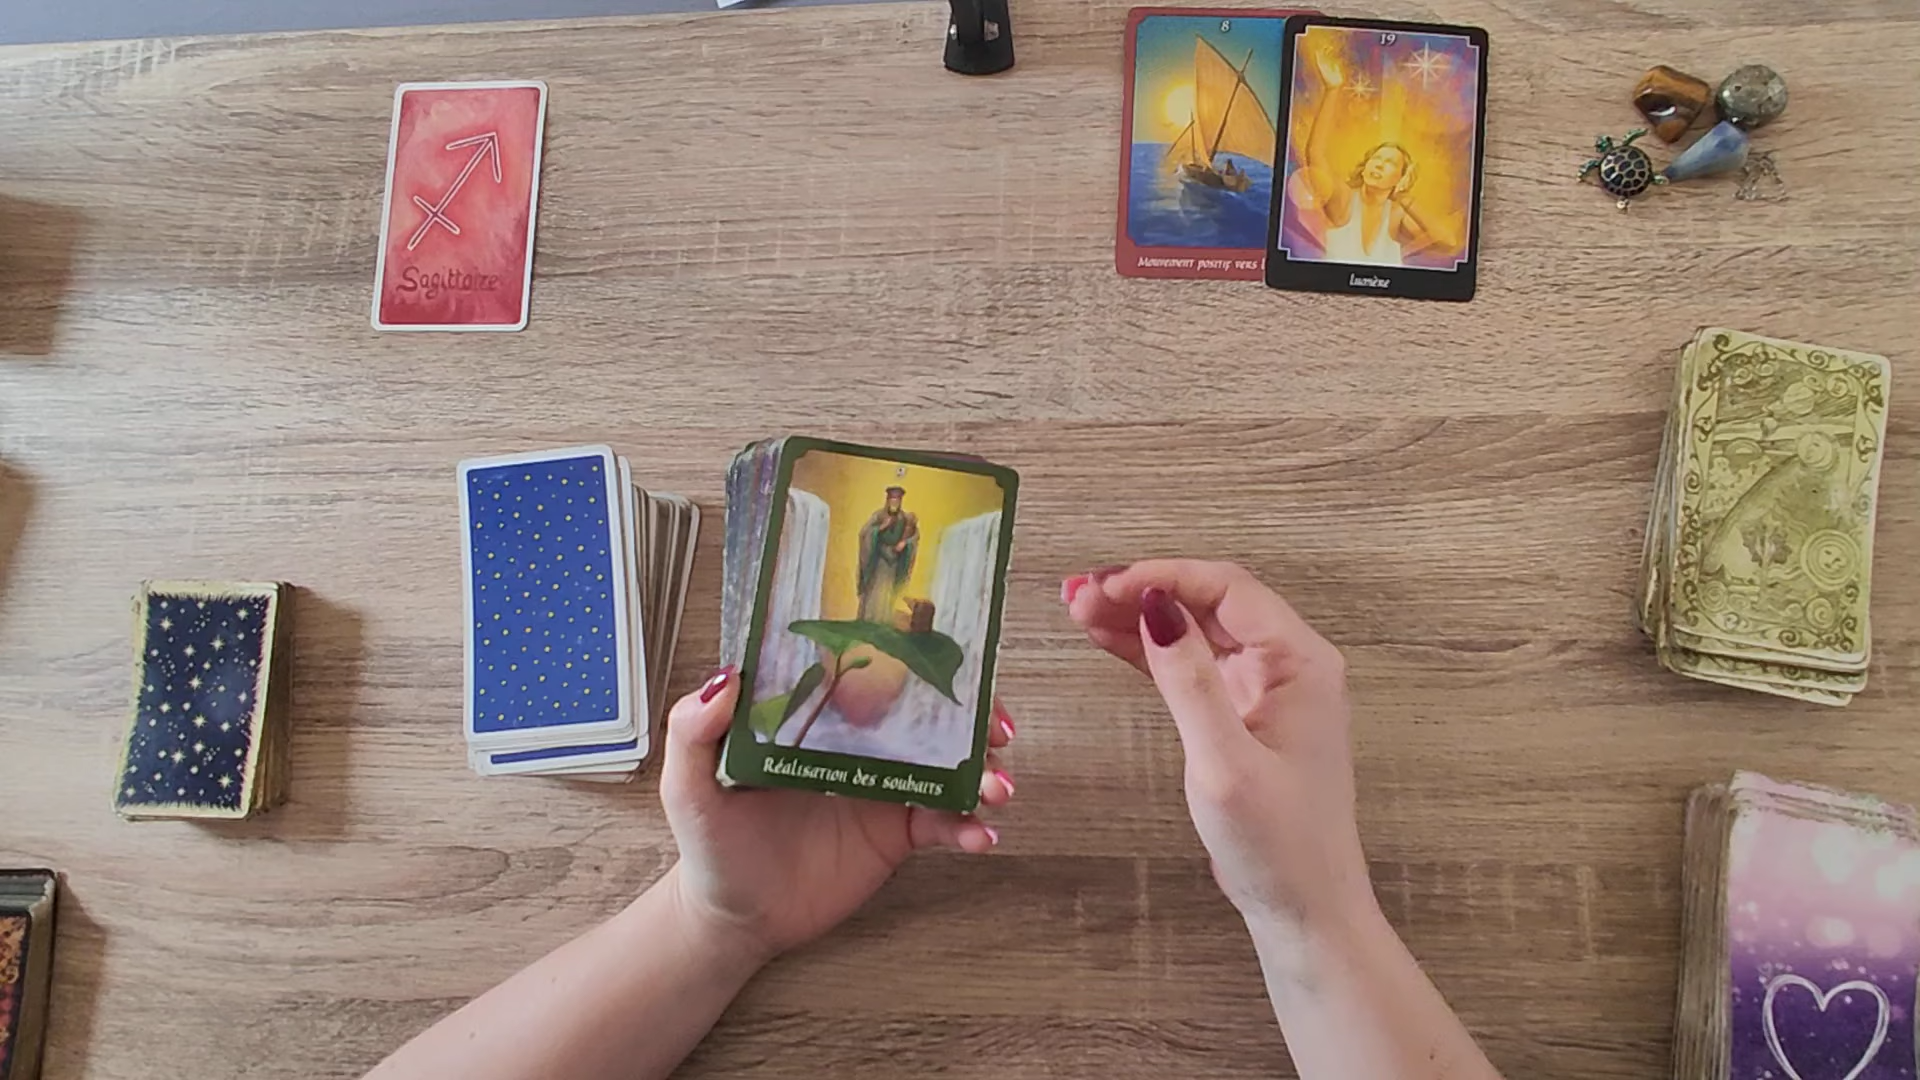 8
19
Sagittaire
Mouvement positif vers
Lumière
Réalisation des souhaits